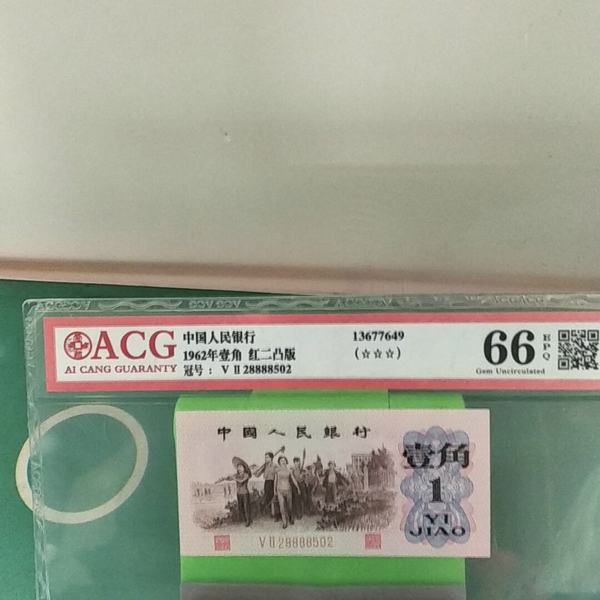 ACG
AI CANG GUARANTY
中国人民银行
1962年壹角 红二凸版
冠号： V II 28888502
13677649
(☆☆☆)
66
EPQ
Gem Uncirculated
中國人民銀行
壹角
1
YI
JIAO
V II 28888502